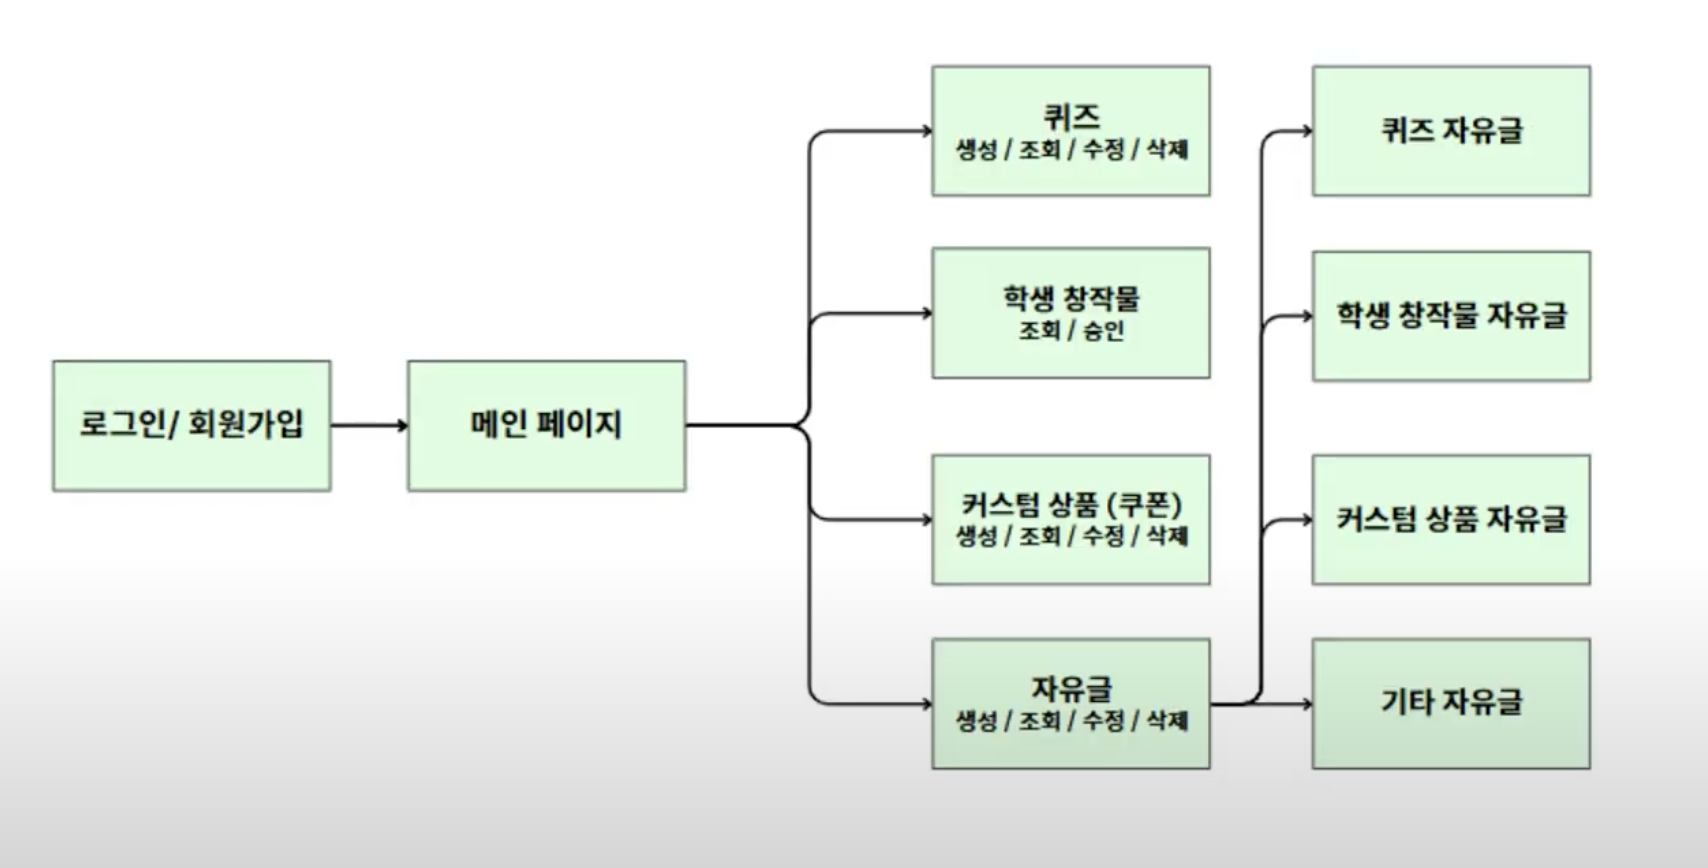 로그인/ 회원가입
메인 페이지
퀴즈
생성 / 조회 / 수정 / 삭제
학생 창작물
조회 / 승인
커스텀 상품 (쿠폰)
생성 / 조회 / 수정 / 삭제
자유글
생성 / 조회 / 수정 / 삭제
퀴즈 자유글
학생 창작물 자유글
커스텀 상품 자유글
기타 자유글